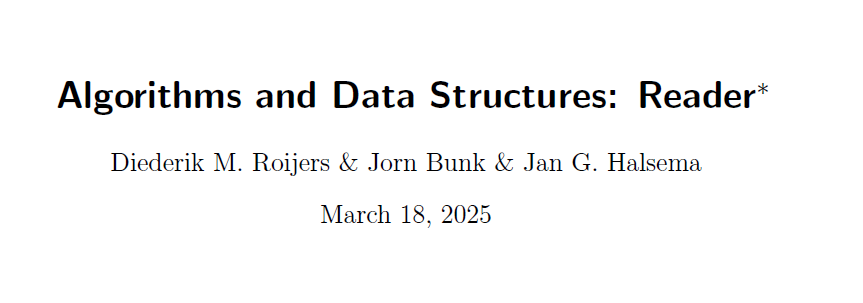 Algorithms and Data Structures: Reader*
Diederik M. Roijers & Jorn Bunk & Jan G. Halsema
March 18, 2025